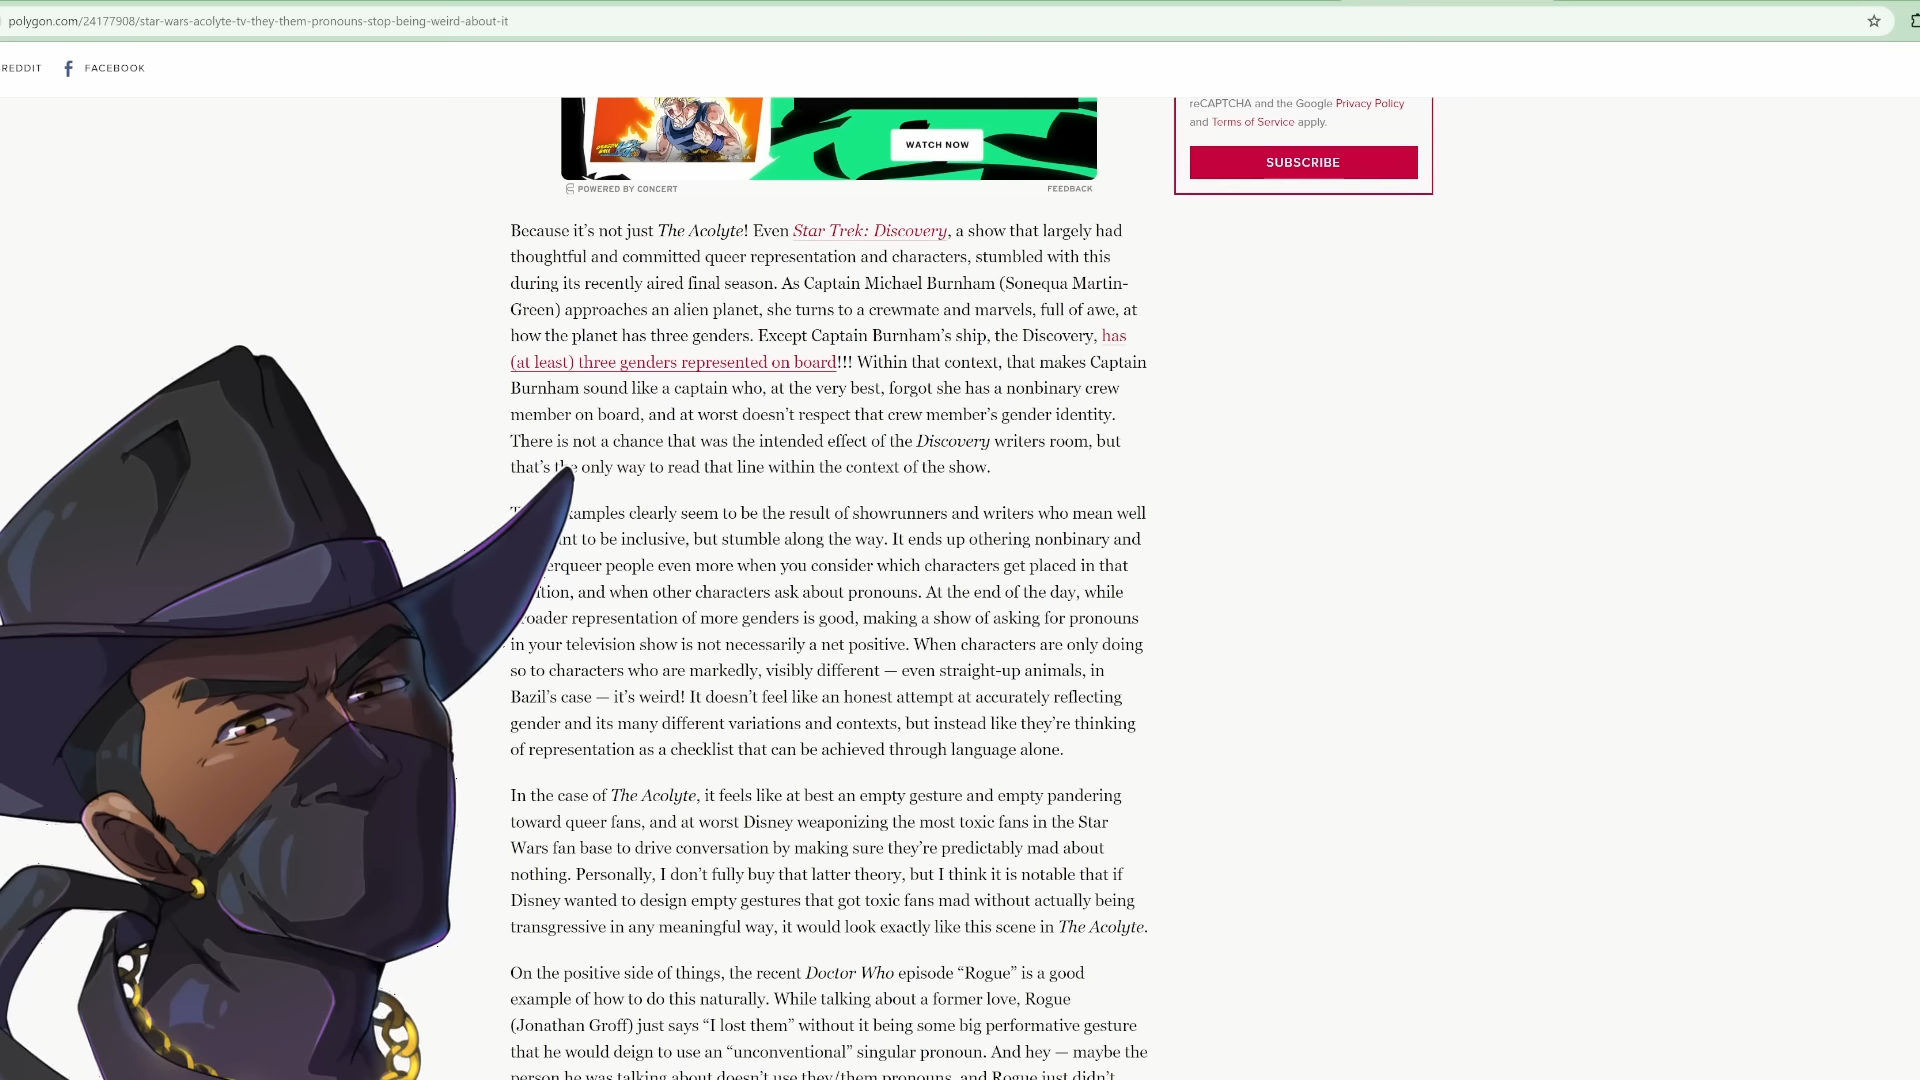 polygon.com/24177908/star-wars-acolyte-tv-they-them-pronouns-stop-being-weird-about-it
REDDIT FACEBOOK
WATCH NOW
POWERED BY CONCERT FEEDBACK
reCAPTCHA and the Google Privacy Policy
and Terms of Service apply.
SUBSCRIBE
Because it’s not just The Acolyte! Even Star Trek: Discovery, a show that largely had
thoughtful and committed queer representation and characters, stumbled with this
during its recently aired final season. As Captain Michael Burnham (Sonequa Martin-
Green) approaches an alien planet, she turns to a crewmate and marvels, full of awe, at
how the planet has three genders. Except Captain Burnham’s ship, the Discovery, has
(at least) three genders represented on board!!! Within that context, that makes Captain
Burnham sound like a captain who, at the very best, forgot she has a nonbinary crew
member on board, and at worst doesn’t respect that crew member’s gender identity.
There is not a chance that was the intended effect of the Discovery writers room, but
that’s the only way to read that line within the context of the show.
clearly seem to be the result of showrunners and writers who mean well
to be inclusive, but stumble along the way. It ends up othering nonbinary and
people even more when you consider which characters get placed in that
and when other characters ask about pronouns. At the end of the day, while
broader representation of more genders is good, making a show of asking for pronouns
in your television show is not necessarily a net positive. When characters are only doing
so to characters who are markedly, visibly different — even straight-up animals, in
Bazil’s case — it’s weird! It doesn’t feel like an honest attempt at accurately reflecting
gender and its many different variations and contexts, but instead like they’re thinking
of representation as a checklist that can be achieved through language alone.
In the case of The Acolyte, it feels like at best an empty gesture and empty pandering
toward queer fans, and at worst Disney weaponizing the most toxic fans in the Star
Wars fan base to drive conversation by making sure they’re predictably mad about
nothing. Personally, I don’t fully buy that latter theory, but I think it is notable that if
Disney wanted to design empty gestures that got toxic fans mad without actually being
transgressive in any meaningful way, it would look exactly like this scene in The Acolyte.
On the positive side of things, the recent Doctor Who episode “Rogue” is a good
example of how to do this naturally. While talking about a former love, Rogue
(Jonathan Groff) just says “I lost them” without it being some big performative gesture
that he would deign to use an “unconventional” singular pronoun. And hey — maybe the
person he was talking about doesn’t use they/them pronouns, and Rogue just didn’t